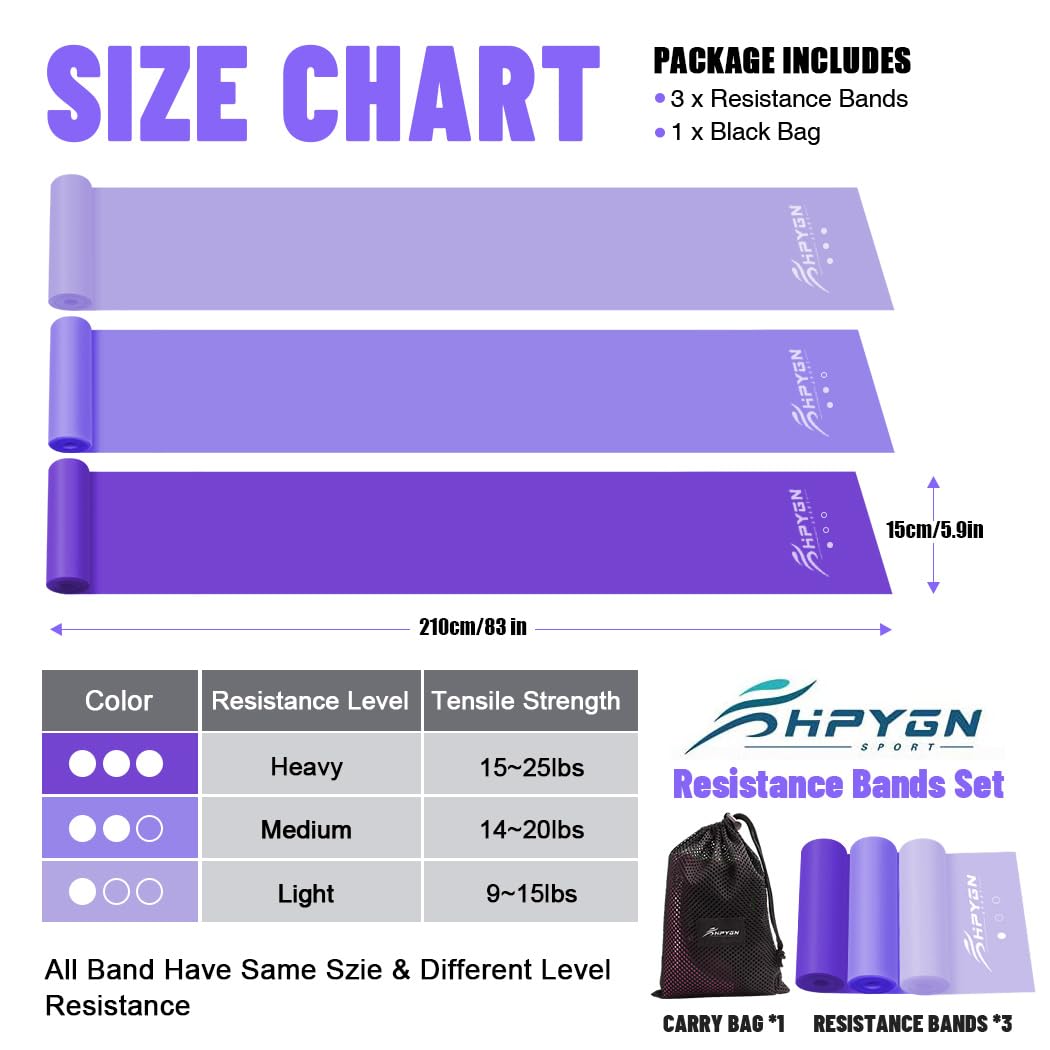 SIZE CHART
PACKAGE INCLUDES
3 x Resistance Bands
1 x Black Bag
HPYGN
HPYGN
HPYGN
15cm/5.9in
210cm/83 in
Color Resistance Level Tensile Strength
Heavy 15~25lbs
Medium 14~20lbs
Light 9~15lbs
All Band Have Same Szie & Different Level
Resistance
HPYGN
SPORT
Resistance Bands Set
HPYGN
HPYGN
CARRY BAG *1
RESISTANCE BANDS *3